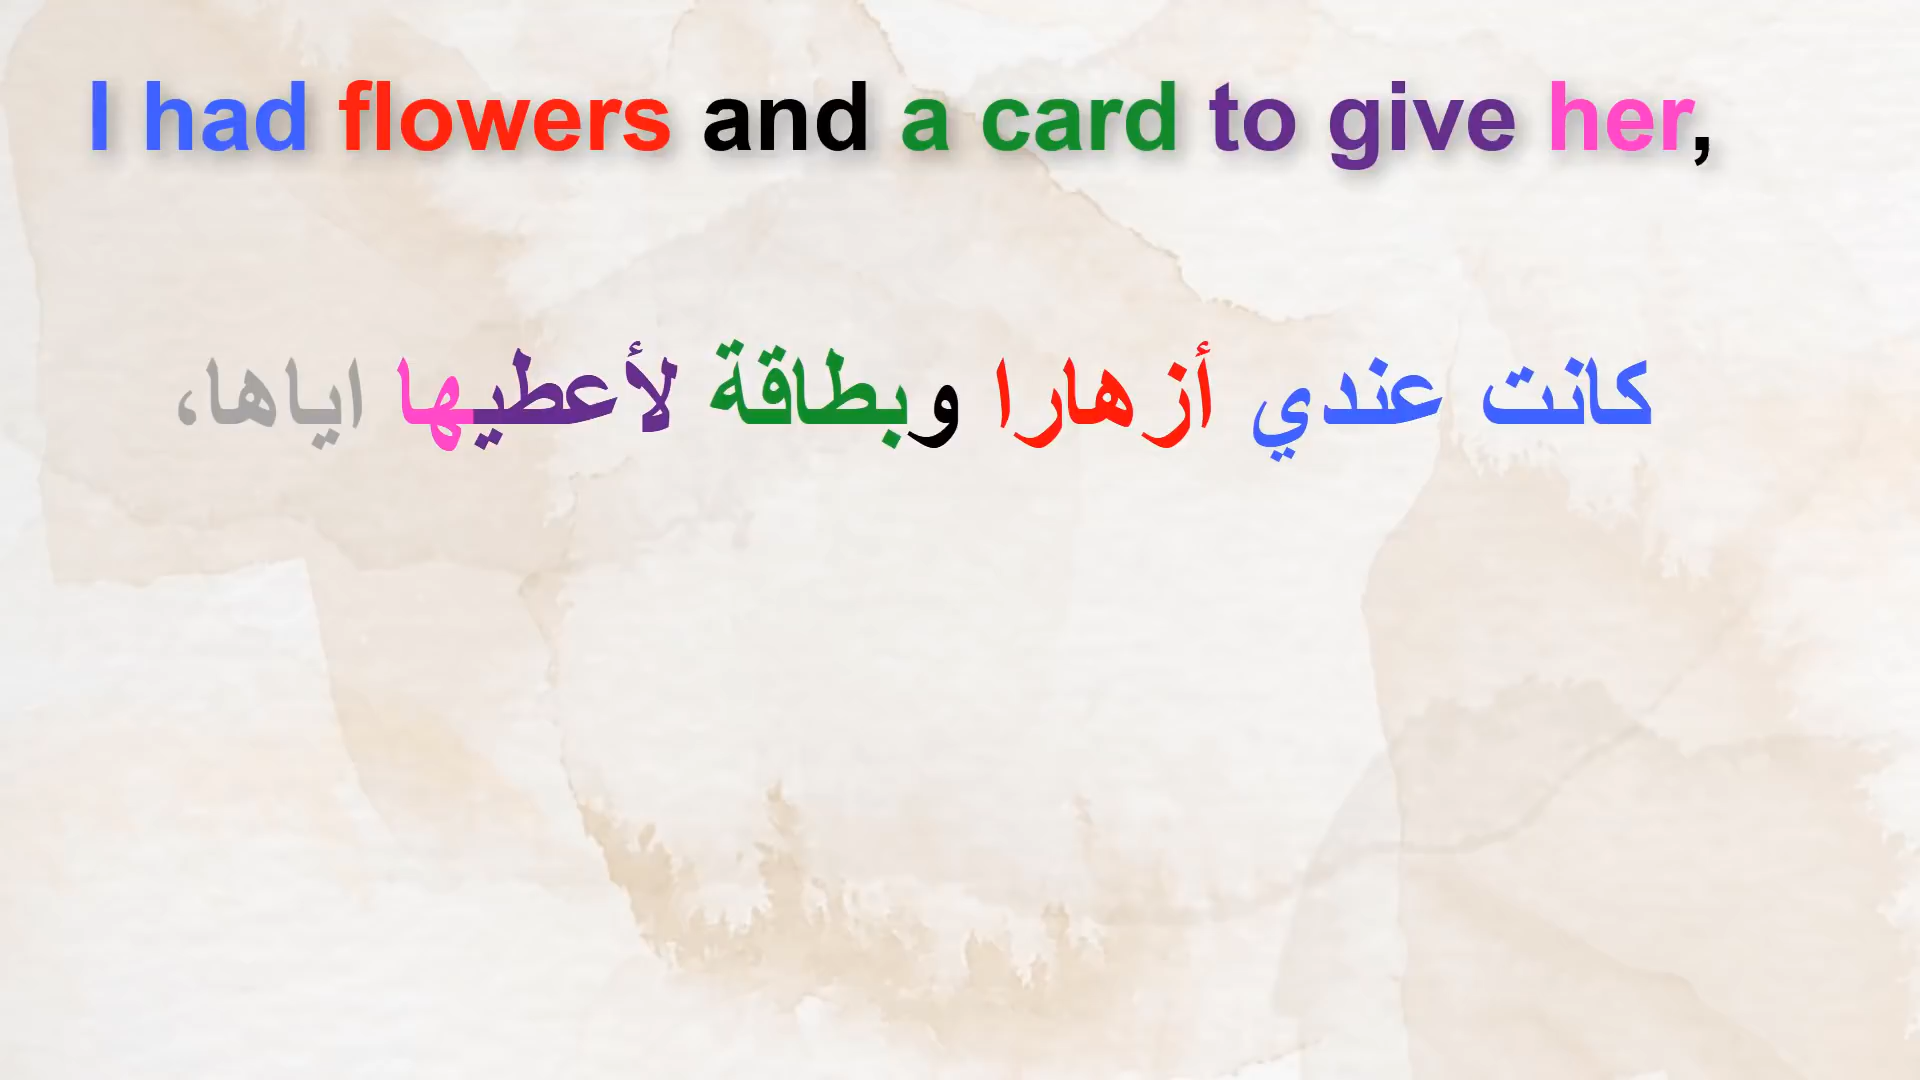 I had flowers and a card to give her,
كانت عندي أزهارا وبطاقة لأعطيها اياها،